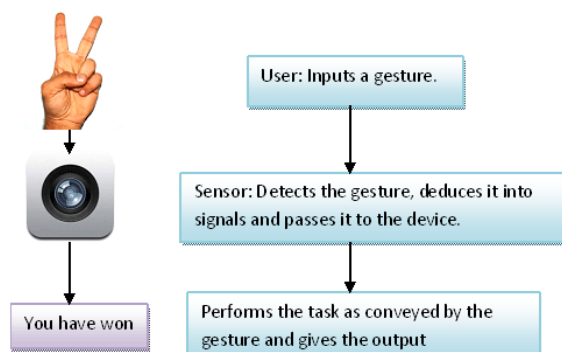 User: Inputs a gesture.
Sensor: Detects the gesture, deduces it into
signals and passes it to the device.
You have won
Performs the task as conveyed by the
gesture and gives the output